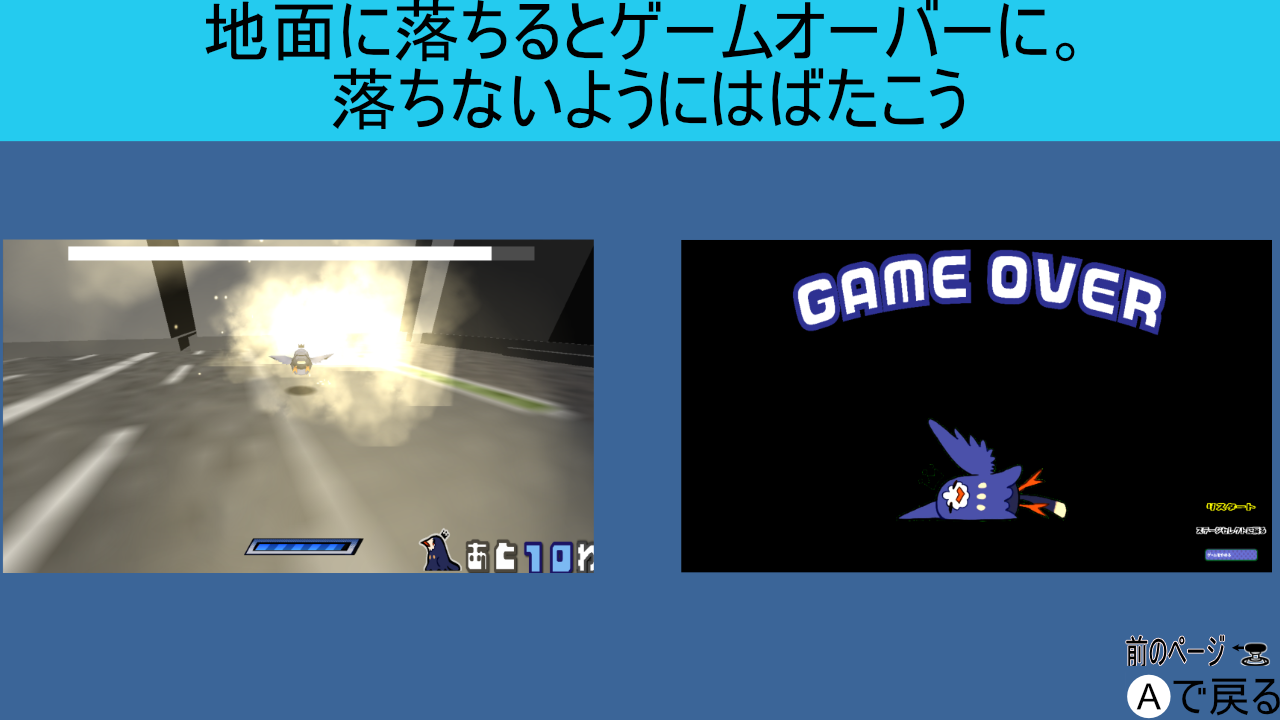 地面に落ちるとゲームオーバーに。
落ちないようにはばたこう
あと10わ
GAME OVER
リスタート
ステージセレクトに戻る
前のページ
Aで戻る